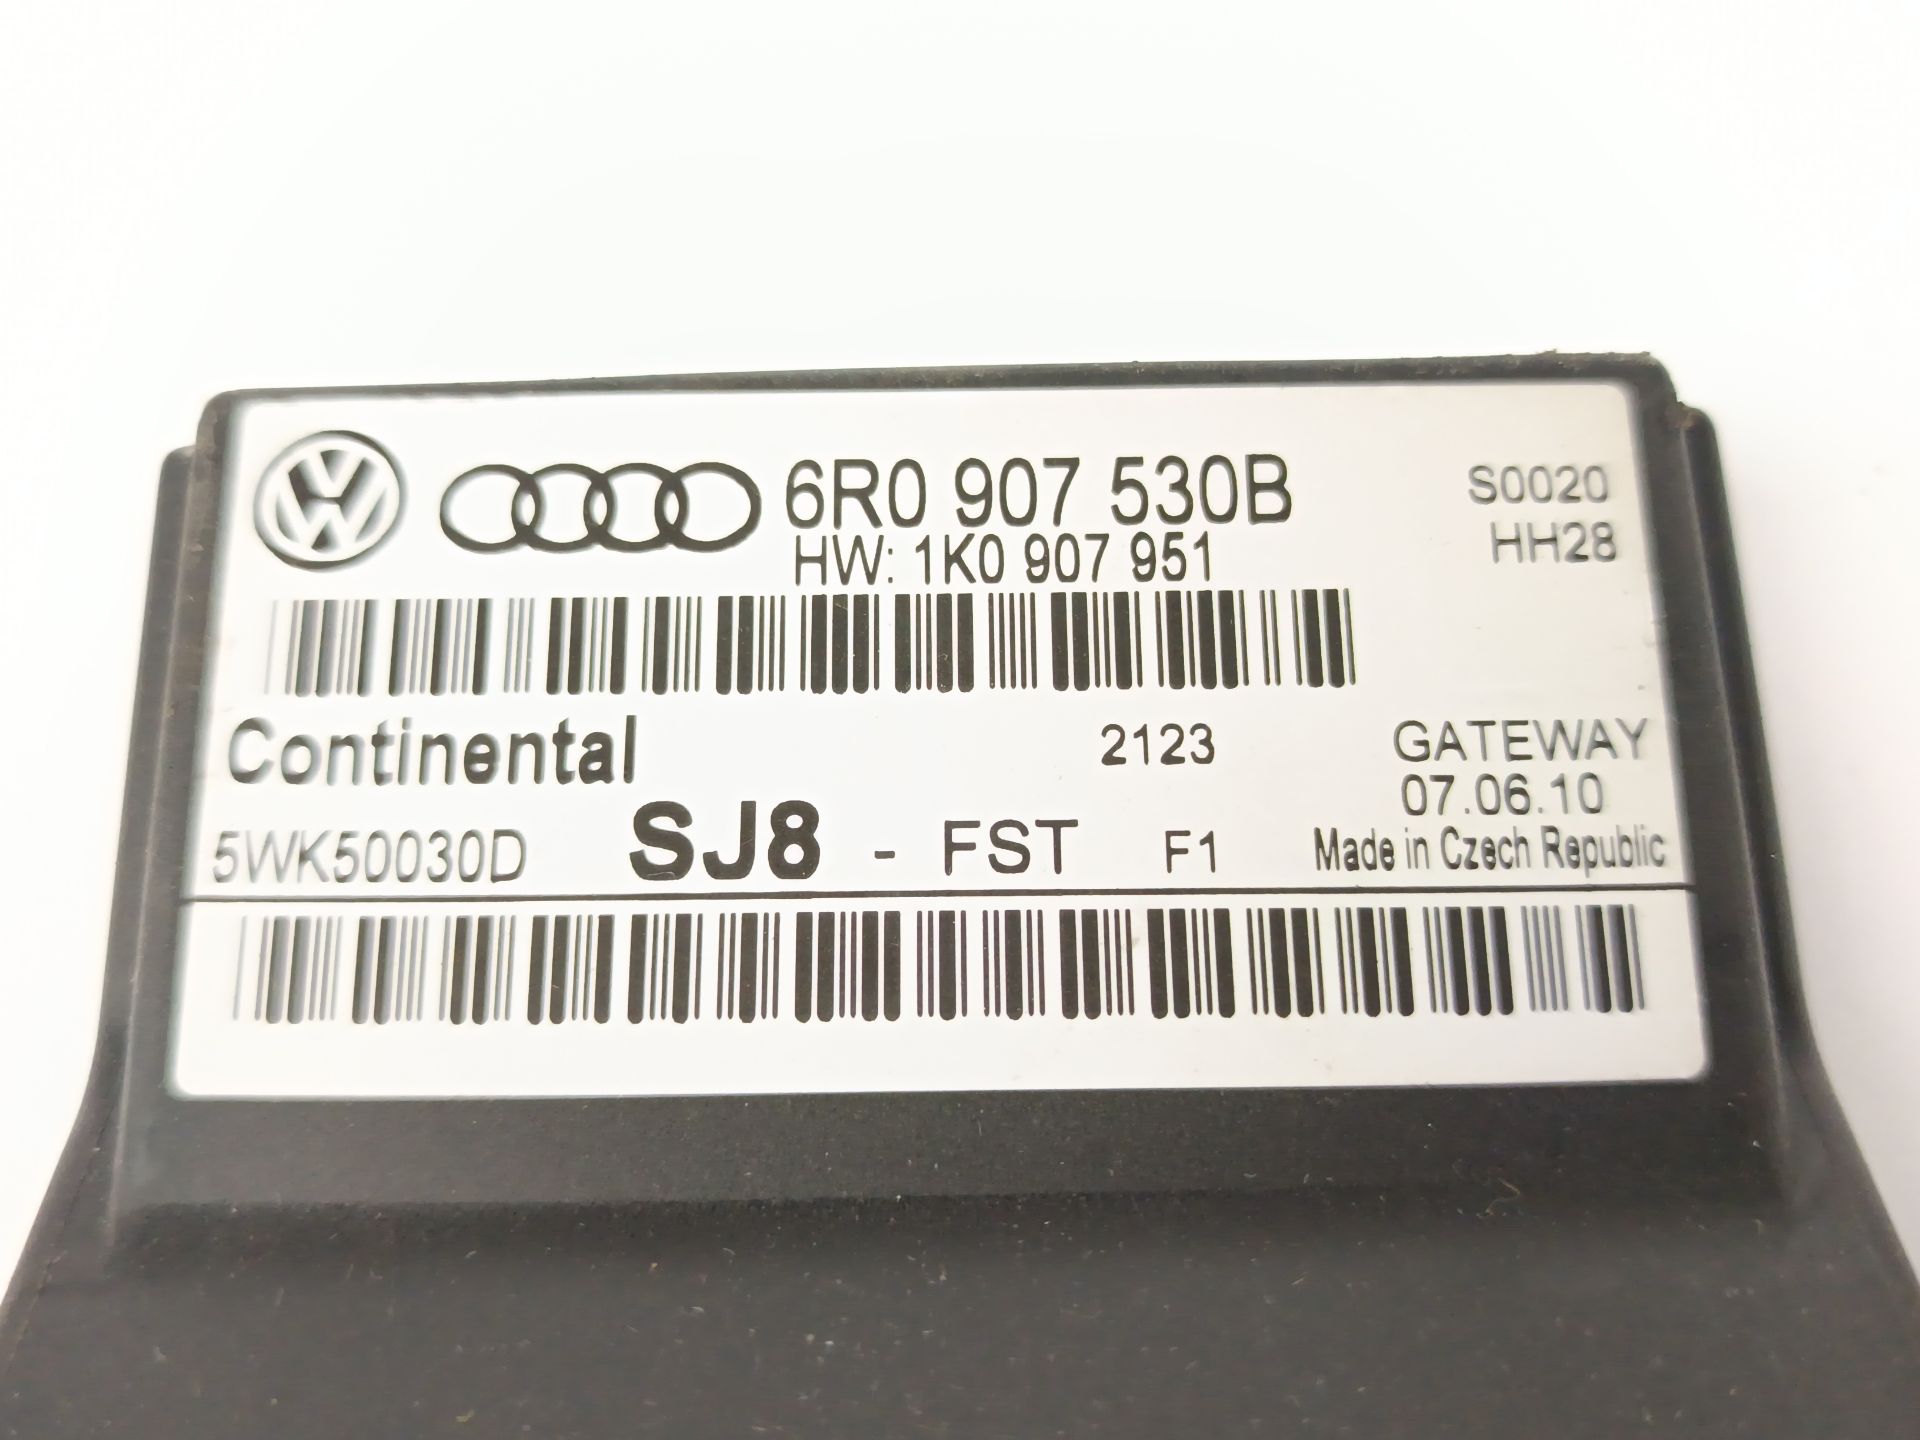 6R0 907 530B
S0020
HW: 1K0 907 951
HH28
Continental 2123 GATEWAY
07.06.10
5WK50030D SJ8 - FST F1 Made in Czech Republic